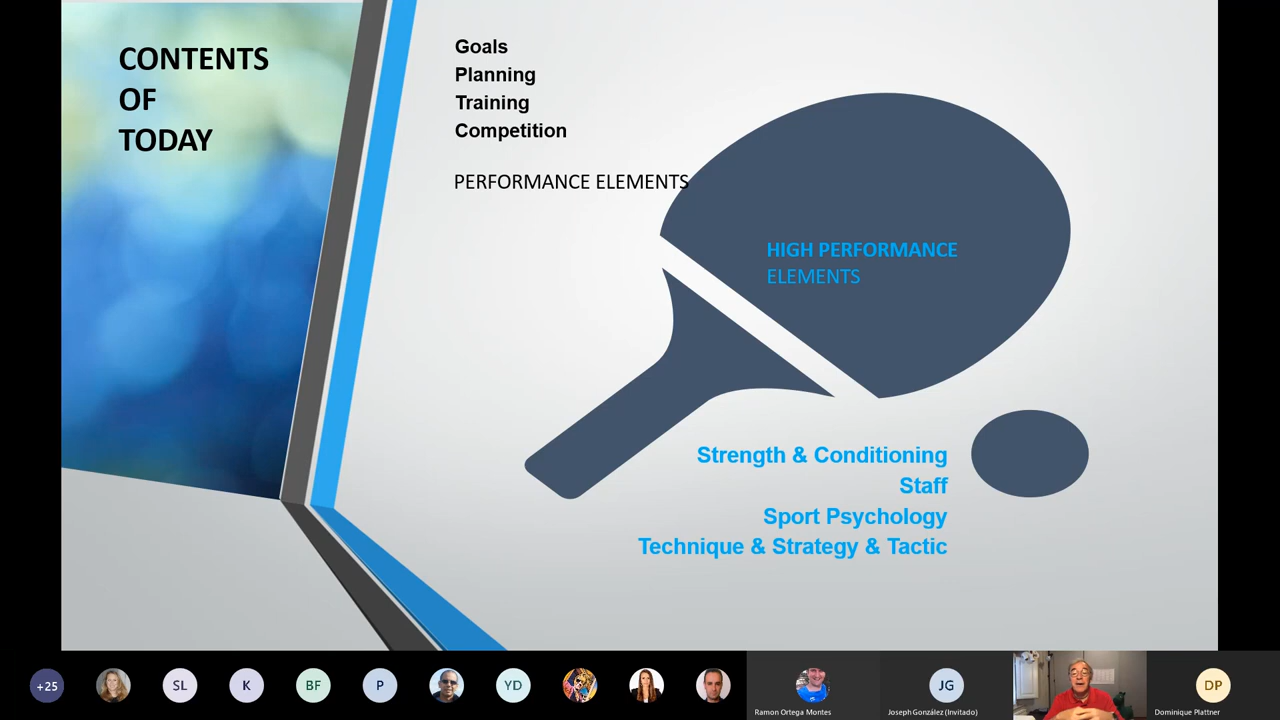 CONTENTS
OF
TODAY
Goals
Planning
Training
Competition
PERFORMANCE ELEMENTS
HIGH PERFORMANCE
ELEMENTS
Strength & Conditioning
Staff
Sport Psychology
Technique & Strategy & Tactic
+25
SL
K
BF
P
YD
Ramon Ortega Montes
JG
Joseph González (Invitado)
DP
Dominique Plattner